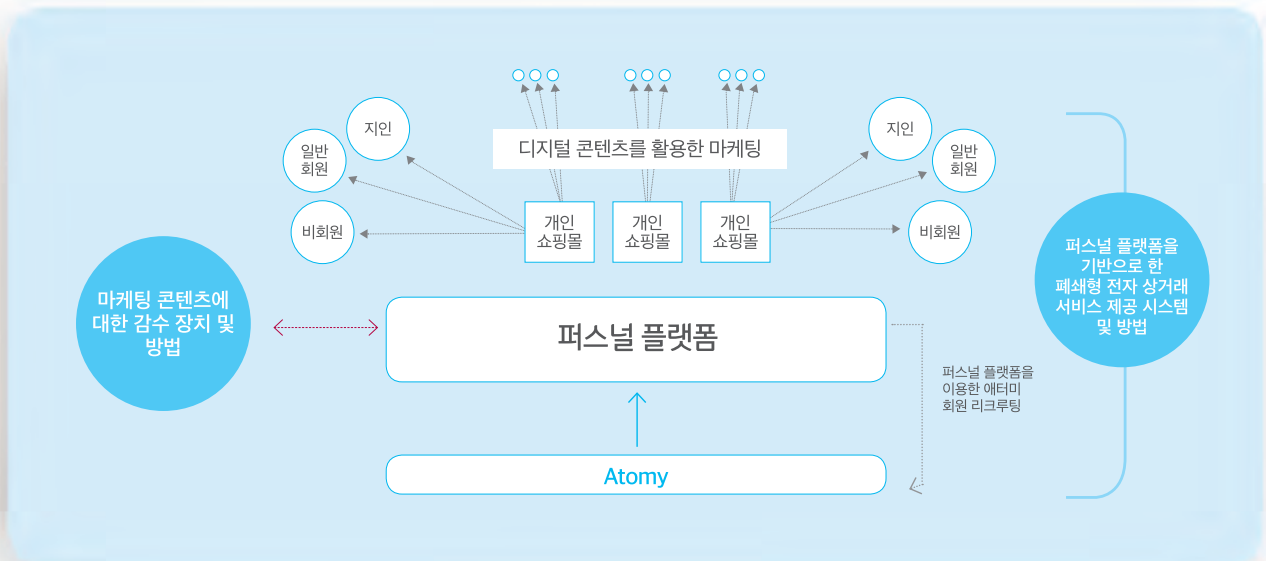 지인
일반
회원
비회원
디지털 콘텐츠를 활용한 마케팅
개인
쇼핑몰
개인
쇼핑몰
개인
쇼핑몰
지인
일반
회원
비회원
마케팅 콘텐츠에
대한 감수 장치 및
방법
퍼스널 플랫폼
퍼스널 플랫폼을
기반으로 한
폐쇄형 전자 상거래
서비스 제공 시스템
및 방법
퍼스널 플랫폼을
이용한 애터미
회원 리크루팅
Atomy